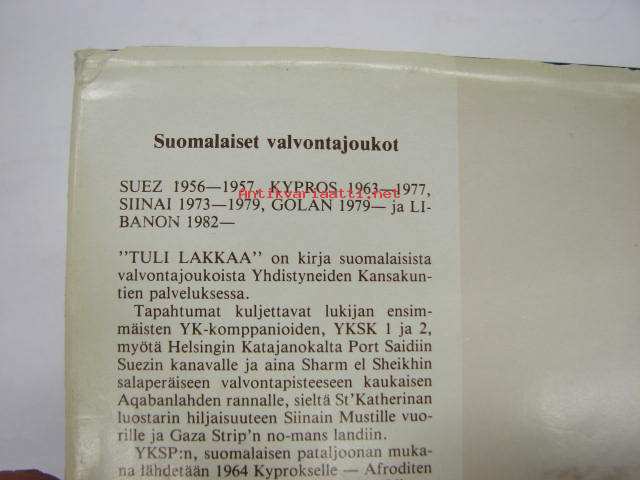 Suomalaiset valvontajoukot
SUEZ 1956—1957, KYPROS 1963—1977,
antikvariaatti.net
SIINAI 1973—1979, GOLAN 1979— ja LI-
BANON 1982—
”TULI LAKKAA” on kirja suomalaisista
valvontajoukoista Yhdistyneiden Kansakun-
tien palveluksessa.
Tapahtumat kuljettavat lukijan ensim-
mäisten YK-komppanioiden, YKSK 1 ja 2,
myötä Helsingin Katajanokalta Port Saidiin
Suezin kanavalle ja aina Sharm el Sheikhin
salaperäiseen valvontapisteeseen kaukaisen
Aqabanlahden rannalle, sieltä St'Katherinan
luostarin hiljaisuuteen Siinain Mustille vuo-
rille ja Gaza Strip'n no-mans landiin.
YKSP:n, suomalaisen pataljoonan muka-
na lähdetään 1964 Kyprokselle — Afroditen